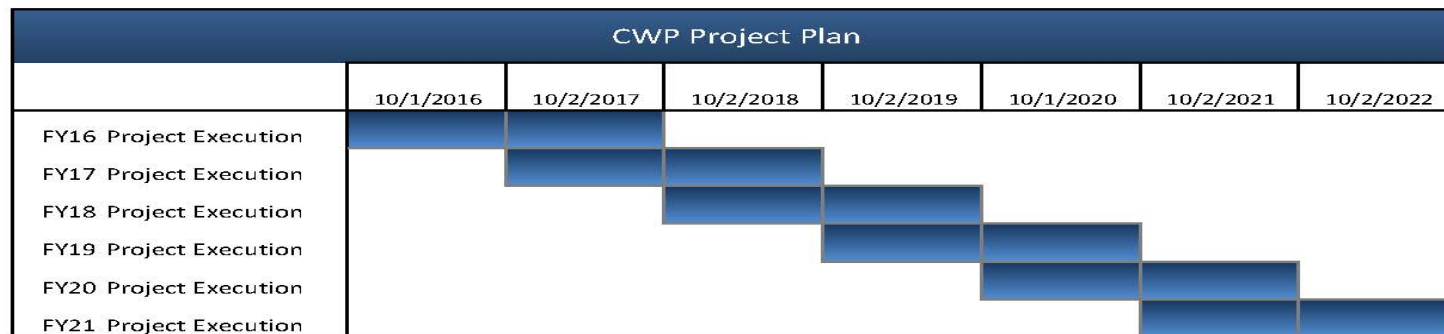 CWP Project Plan
10/1/2016 10/2/2017 10/2/2018 10/2/2019 10/1/2020 10/2/2021 10/2/2022
FY16 Project Execution
FY17 Project Execution
FY18 Project Execution
FY19 Project Execution
FY20 Project Execution
FY21 Project Execution